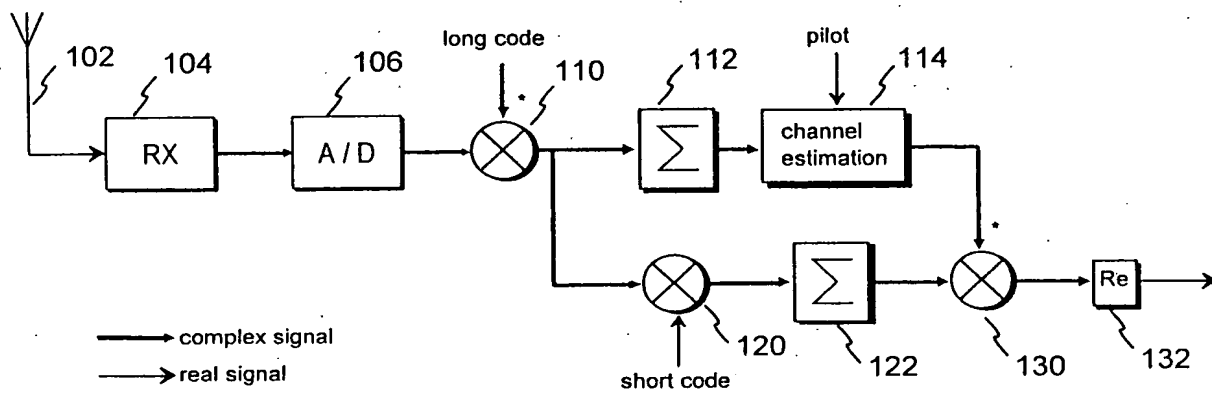 long code
pilot
102
104
106
110
112
114
*
RX
A / D
Σ
channel
estimation
*
Σ
Re
complex signal
real signal
short code
120
122
130
132